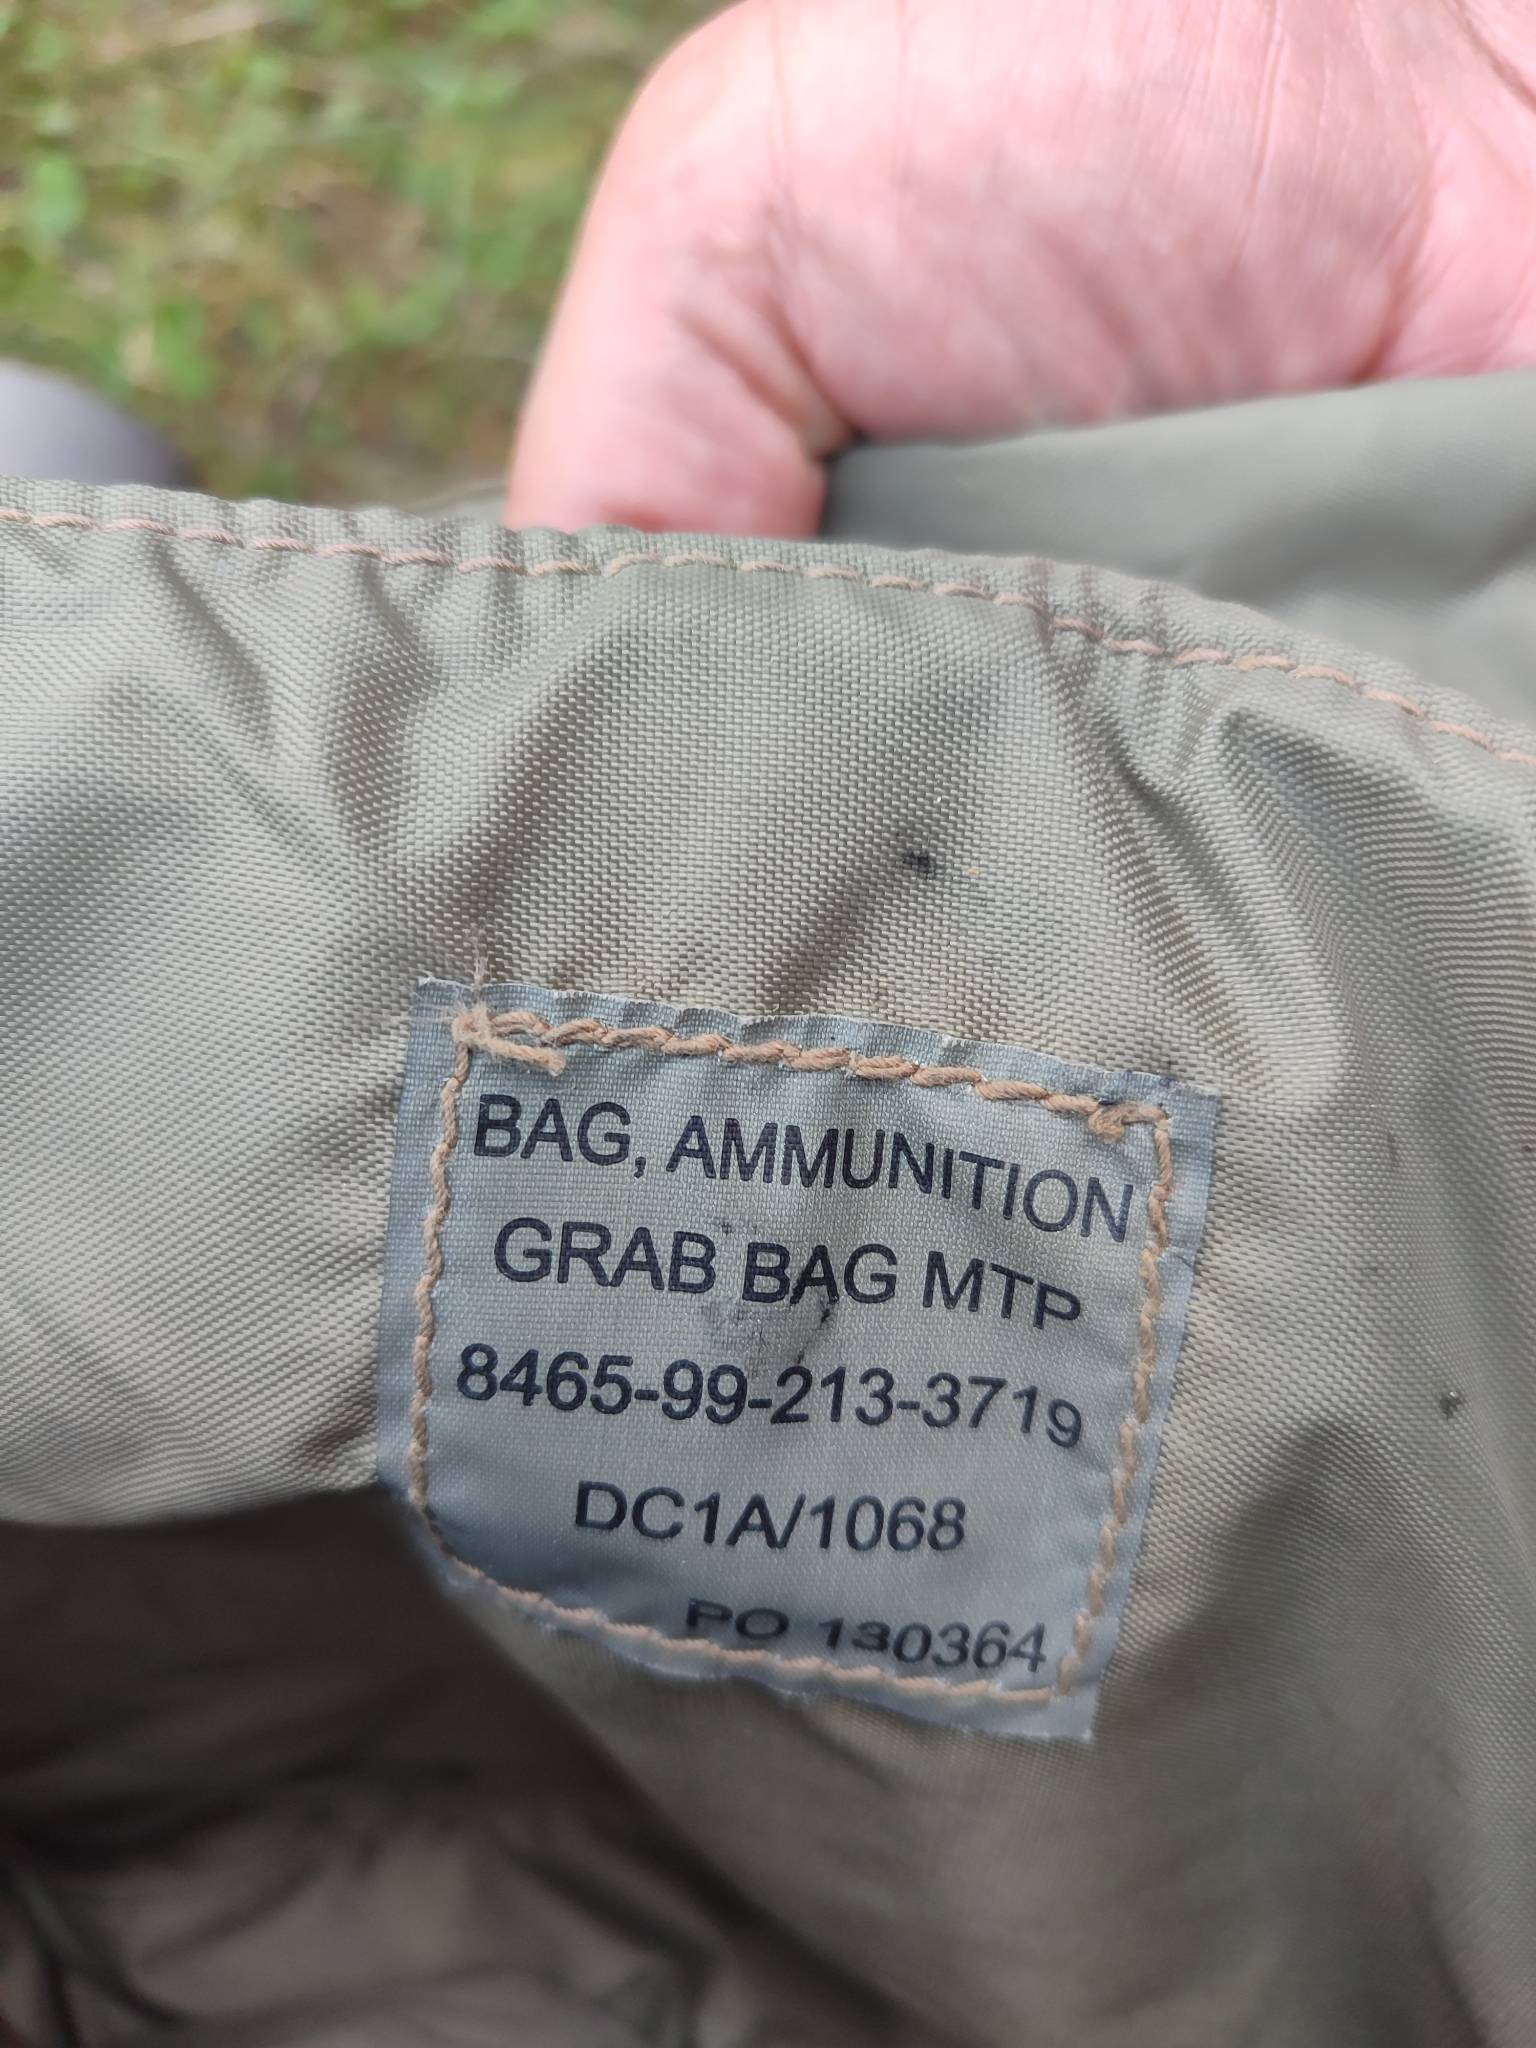 BAG, AMMUNITION
GRAB BAG MTP
8465-99-213-3719
DC1A/1068
PO 130364